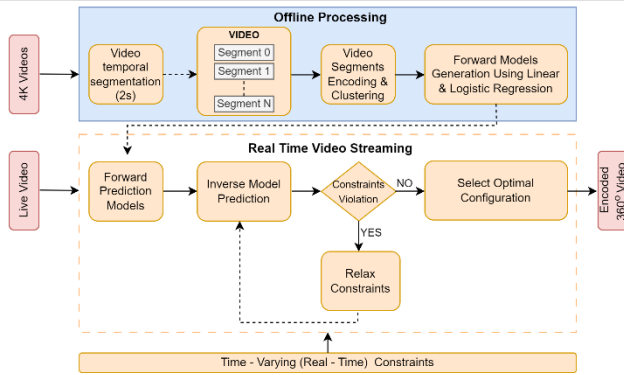 Offline Processing
4K Videos
Video
temporal
segmentation
(2s)
VIDEO
Segment 0
Segment 1
Segment N
Video
Segments
Encoding &
Clustering
Forward Models
Generation Using Linear
& Logistic Regression
Real Time Video Streaming
Live Video
Forward
Prediction
Models
Inverse Model
Prediction
Constraints
Violation
NO
YES
Select Optimal
Configuration
Encoded
360º Video
Relax
Constraints
Time - Varying (Real - Time) Constraints